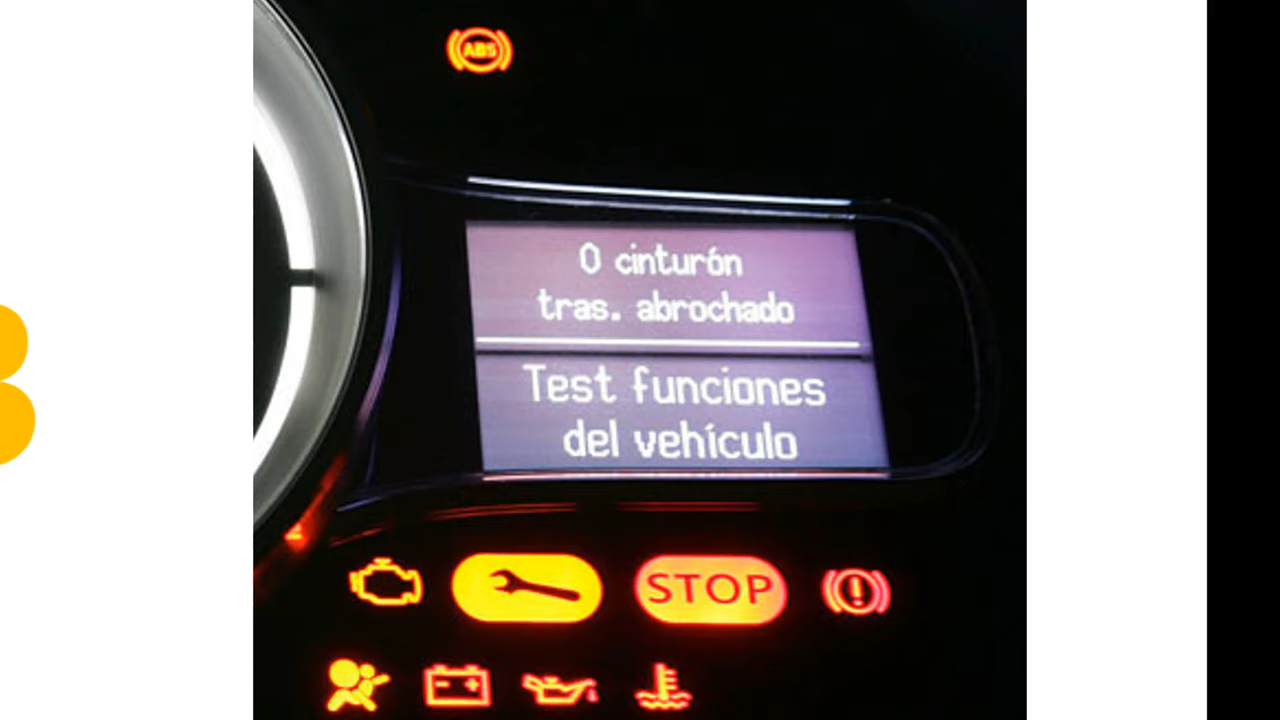 ABS
0 cinturón
tras. abrochado
Test funciones
del vehículo
STOP